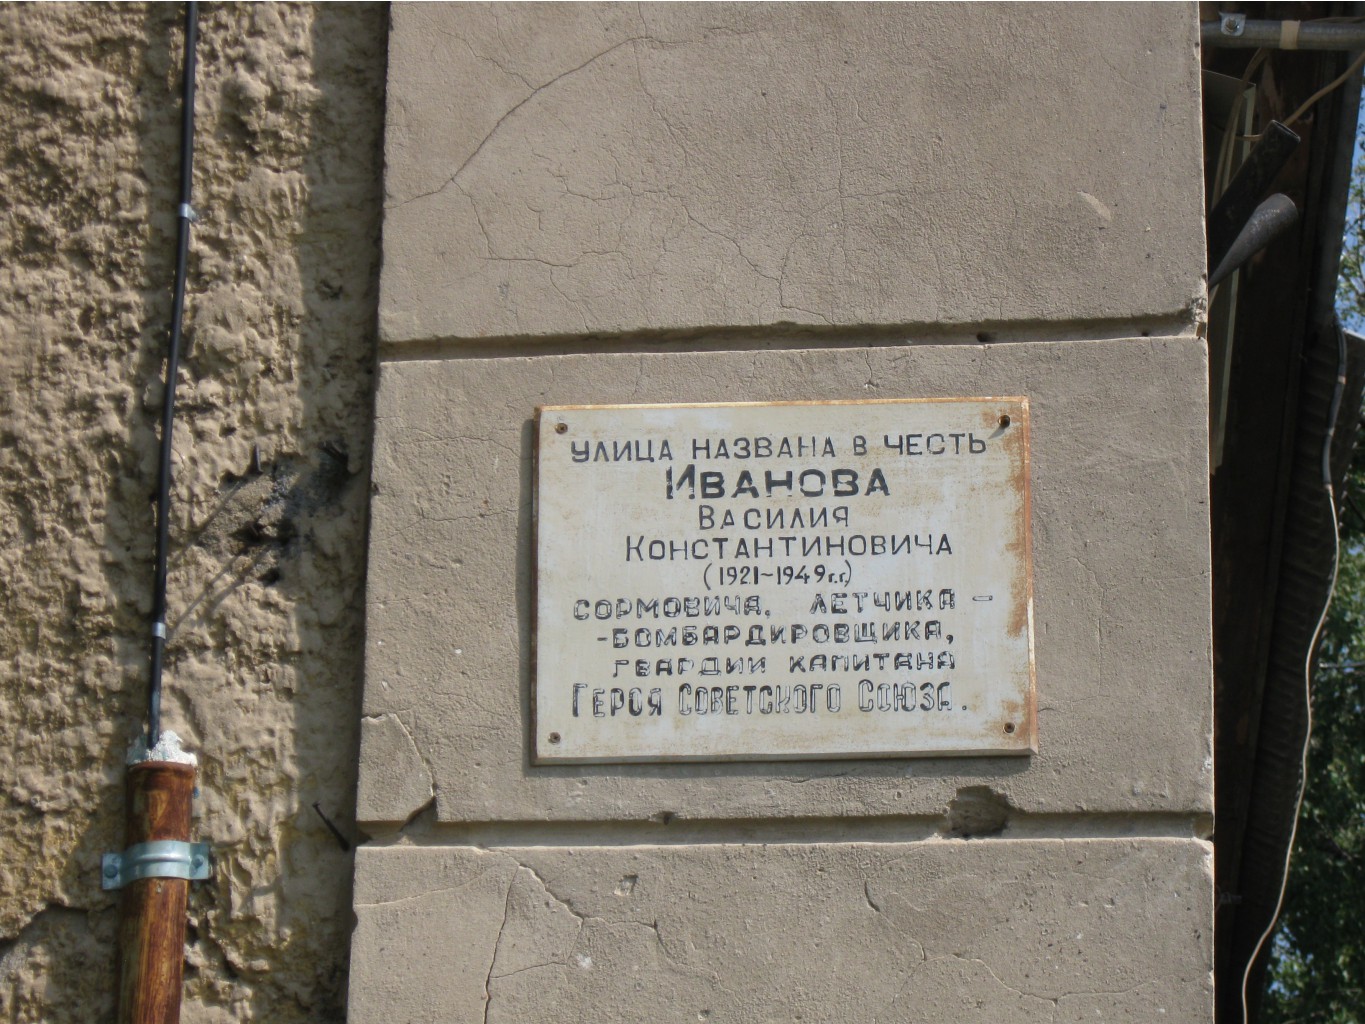 УЛИЦА НАЗВАНА В ЧЕСТЬ
ИВАНОВА
ВАСИЛИЯ
КОНСТАНТИНОВИЧА
(1921-1949г.г.)
СОРМОВИЧА, ЛЕТЧИКА -
-БОМБАРДИРОВЩИКА,
ГВАРДИИ КАПИТАНА
ГЕРОЯ СОВЕТСКОГО СОЮЗА.